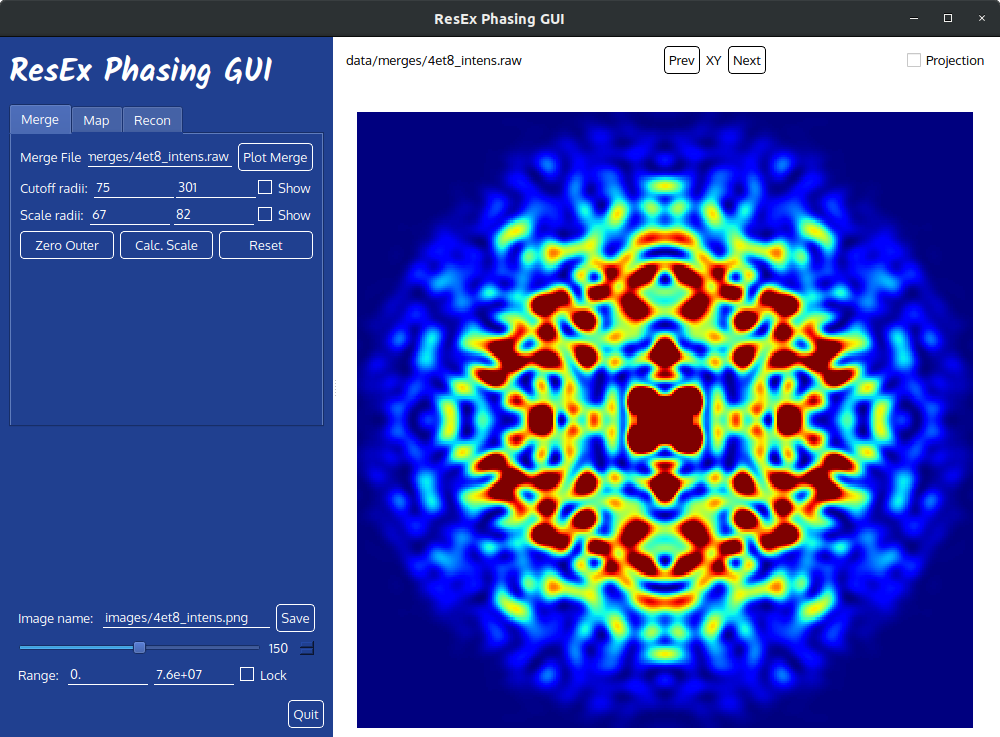 ResEx Phasing GUI
ResEx Phasing GUI
Merge Map Recon
Merge File nerges/4et8_intens.raw Plot Merge
Cutoff radii: 75 301 Show
Scale radii: 67 82 Show
Zero Outer Calc. Scale Reset
Image name: images/4et8_intens.png Save
150
Range: 0. 7.6e+07 Lock
Quit
data/merges/4et8_intens.raw Prev XY Next Projection